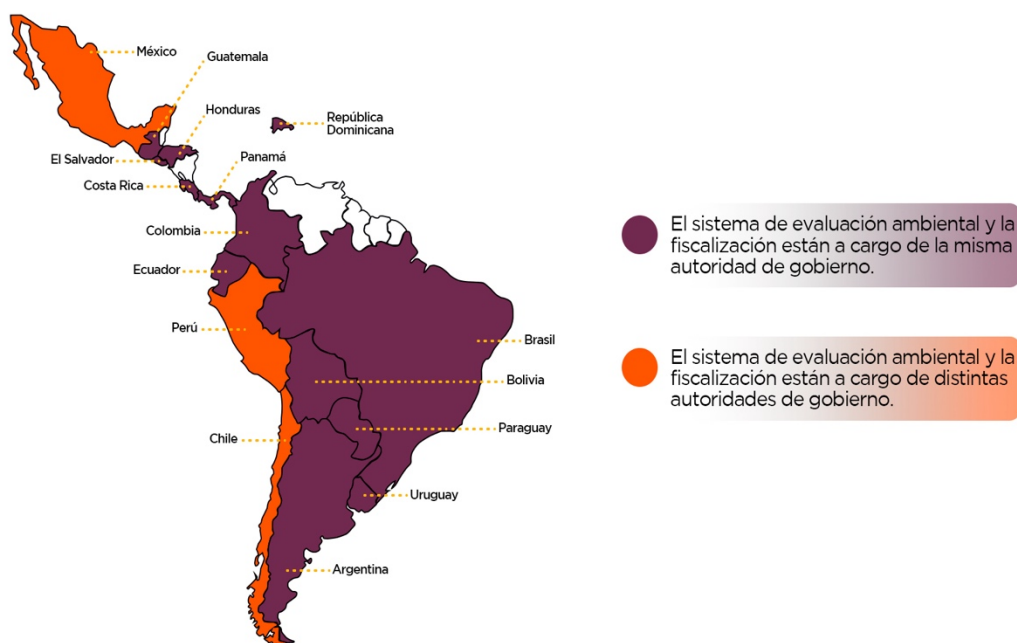 México
Guatemala
Honduras
República
Dominicana
El Salvador
Panamá
Costa Rica
Colombia
Ecuador
Perú
Brasil
Bolivia
Chile
Paraguay
Uruguay
Argentina
El sistema de evaluación ambiental y la
fiscalización están a cargo de la misma
autoridad de gobierno.
El sistema de evaluación ambiental y la
fiscalización están a cargo de distintas
autoridades de gobierno.